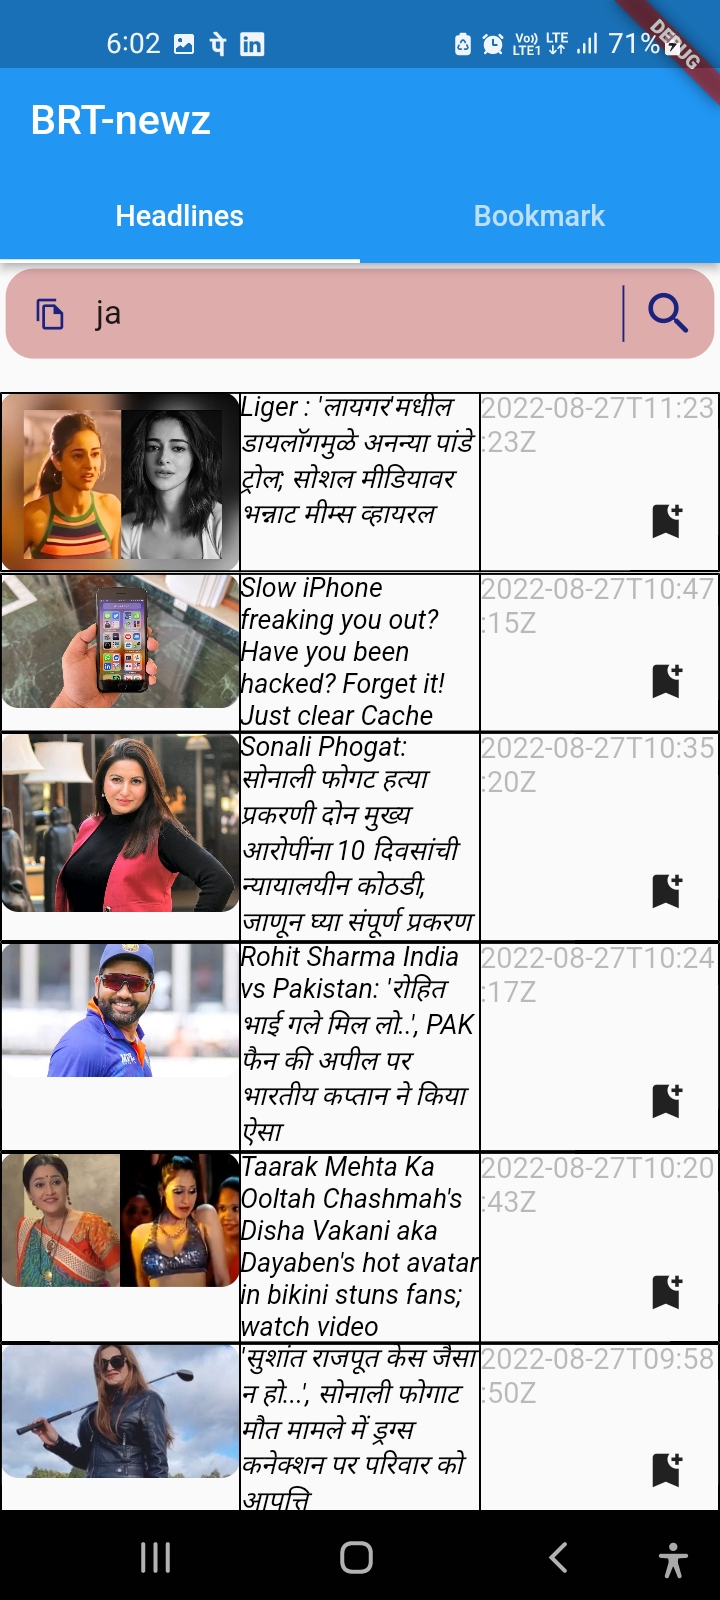 6:02 पे in Vo) LTE1 LTE 71%
DEBUG
BRT-newz
Headlines
Bookmark
ja
Liger : 'लायगर'मधील
डायलॉगमुळे अनन्या पांडे
ट्रोल; सोशल मीडियावर
भन्नाट मीम्स व्हायरल
2022-08-27T11:23
:23Z
Slow iPhone
freaking you out?
Have you been
hacked? Forget it!
Just clear Cache
2022-08-27T10:47
:15Z
Sonali Phogat:
सोनाली फोगट हत्या
प्रकरणी दोन मुख्य
आरोपींना 10 दिवसांची
न्यायालयीन कोठडी,
जाणून घ्या संपूर्ण प्रकरण
2022-08-27T10:35
:20Z
Rohit Sharma India
vs Pakistan: 'रोहित
भाई गले मिल लो..', PAK
फैन की अपील पर
भारतीय कप्तान ने किया
ऐसा
2022-08-27T10:24
:17Z
Taarak Mehta Ka
Ooltah Chashmah's
Disha Vakani aka
Dayaben's hot avatar
in bikini stuns fans;
watch video
2022-08-27T10:20
:43Z
'सुशांत राजपूत केस जैसा
न हो...', सोनाली फोगाट
मौत मामले में ड्रग्स
कनेक्शन पर परिवार को
आपत्ति
2022-08-27T09:58
:50Z